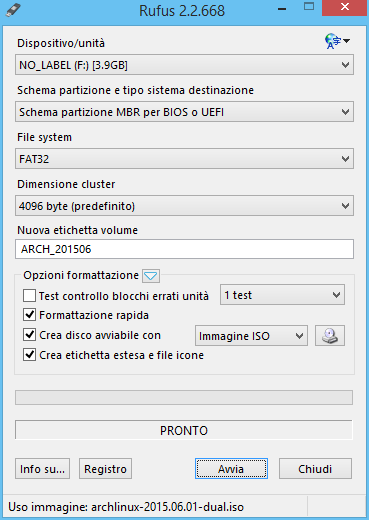 Rufus 2.2.668
Dispositivo/unità
NO_LABEL (F:) [3.9GB]
Schema partizione e tipo sistema destinazione
Schema partizione MBR per BIOS o UEFI
File system
FAT32
Dimensione cluster
4096 byte (predefinito)
Nuova etichetta volume
ARCH_201506
Opzioni formattazione
Test controllo blocchi errati unità 1 test
Formattazione rapida
Crea disco avviabile con Immagine ISO
Crea etichetta estesa e file icone
PRONTO
Info su... Registro Avvia Chiudi
Uso immagine: archlinux-2015.06.01-dual.iso